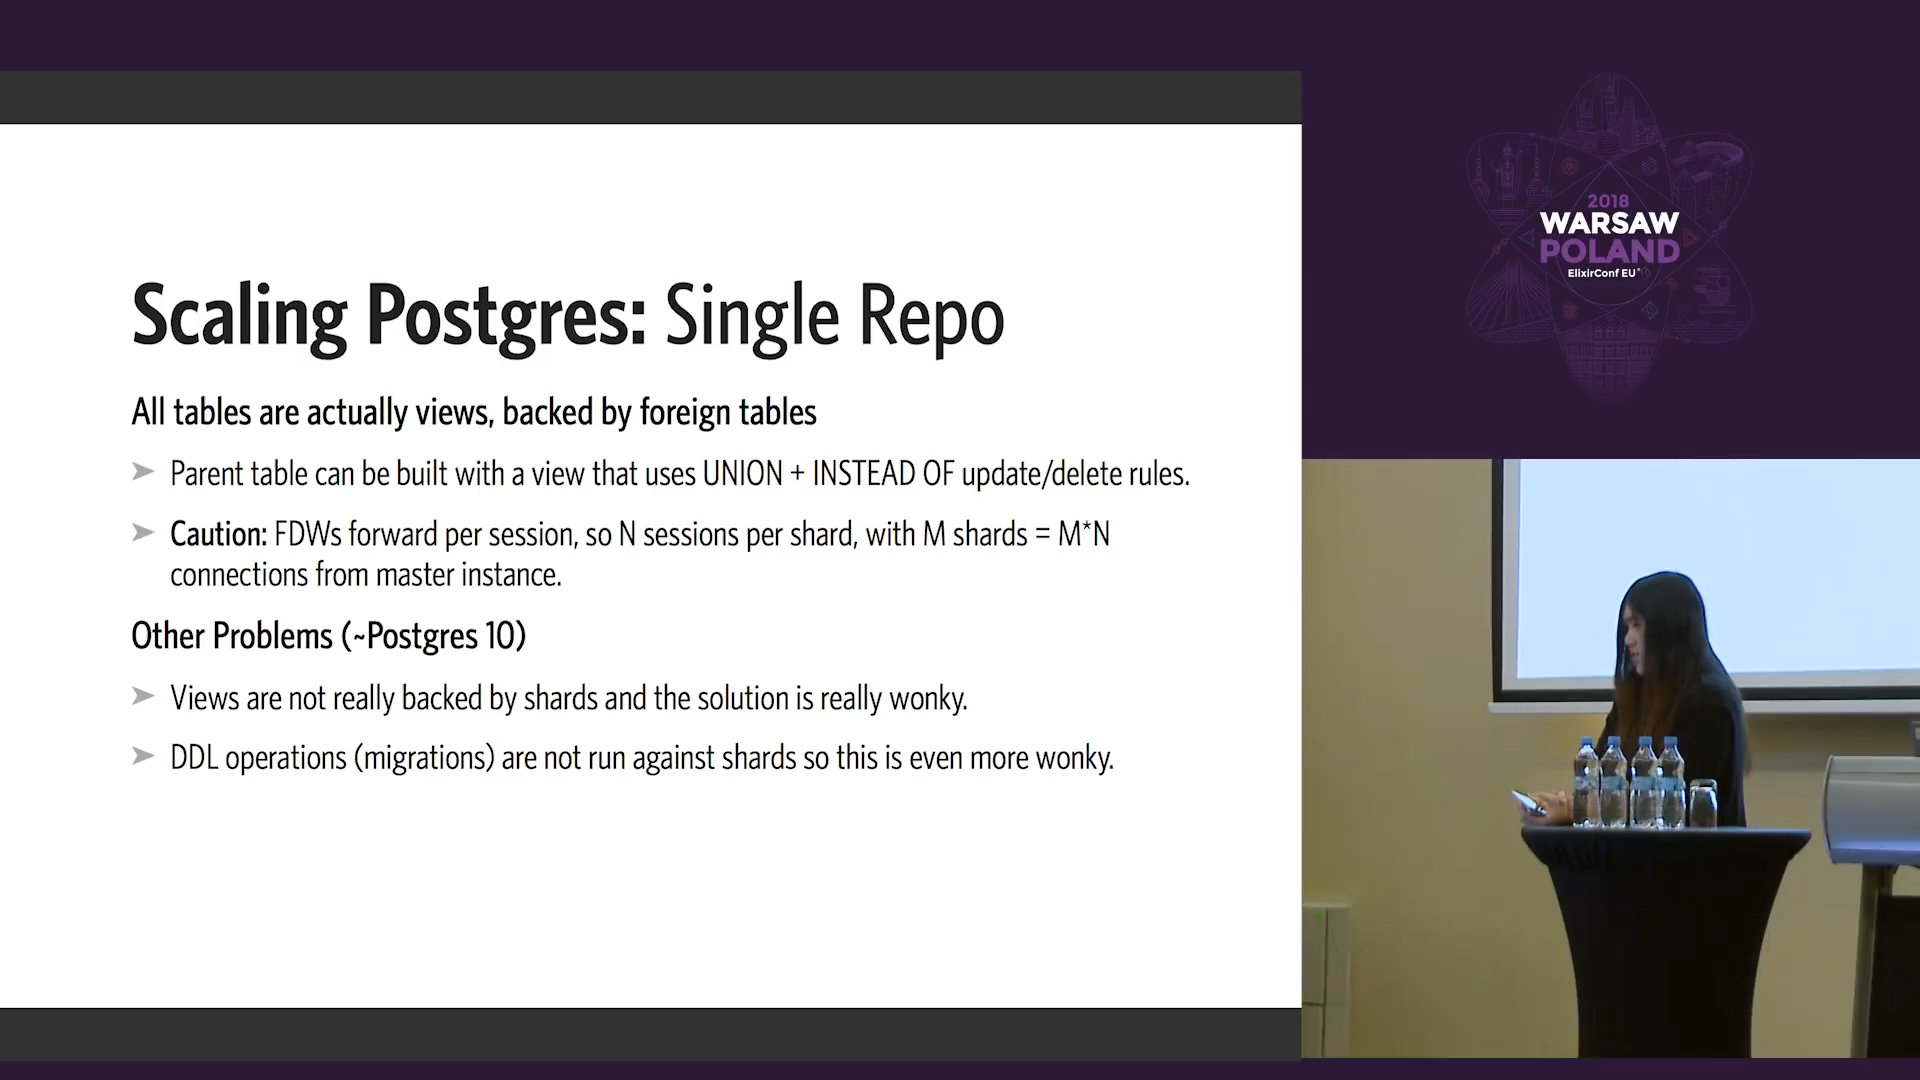 Scaling Postgres: Single Repo
All tables are actually views, backed by foreign tables
➤ Parent table can be built with a view that uses UNION + INSTEAD OF update/delete rules.
➤ Caution: FDWs forward per session, so N sessions per shard, with M shards = M*N
connections from master instance.
Other Problems (~Postgres 10)
➤ Views are not really backed by shards and the solution is really wonky.
➤ DDL operations (migrations) are not run against shards so this is even more wonky.
2018
WARSAW
POLAND
ElixirConf EU